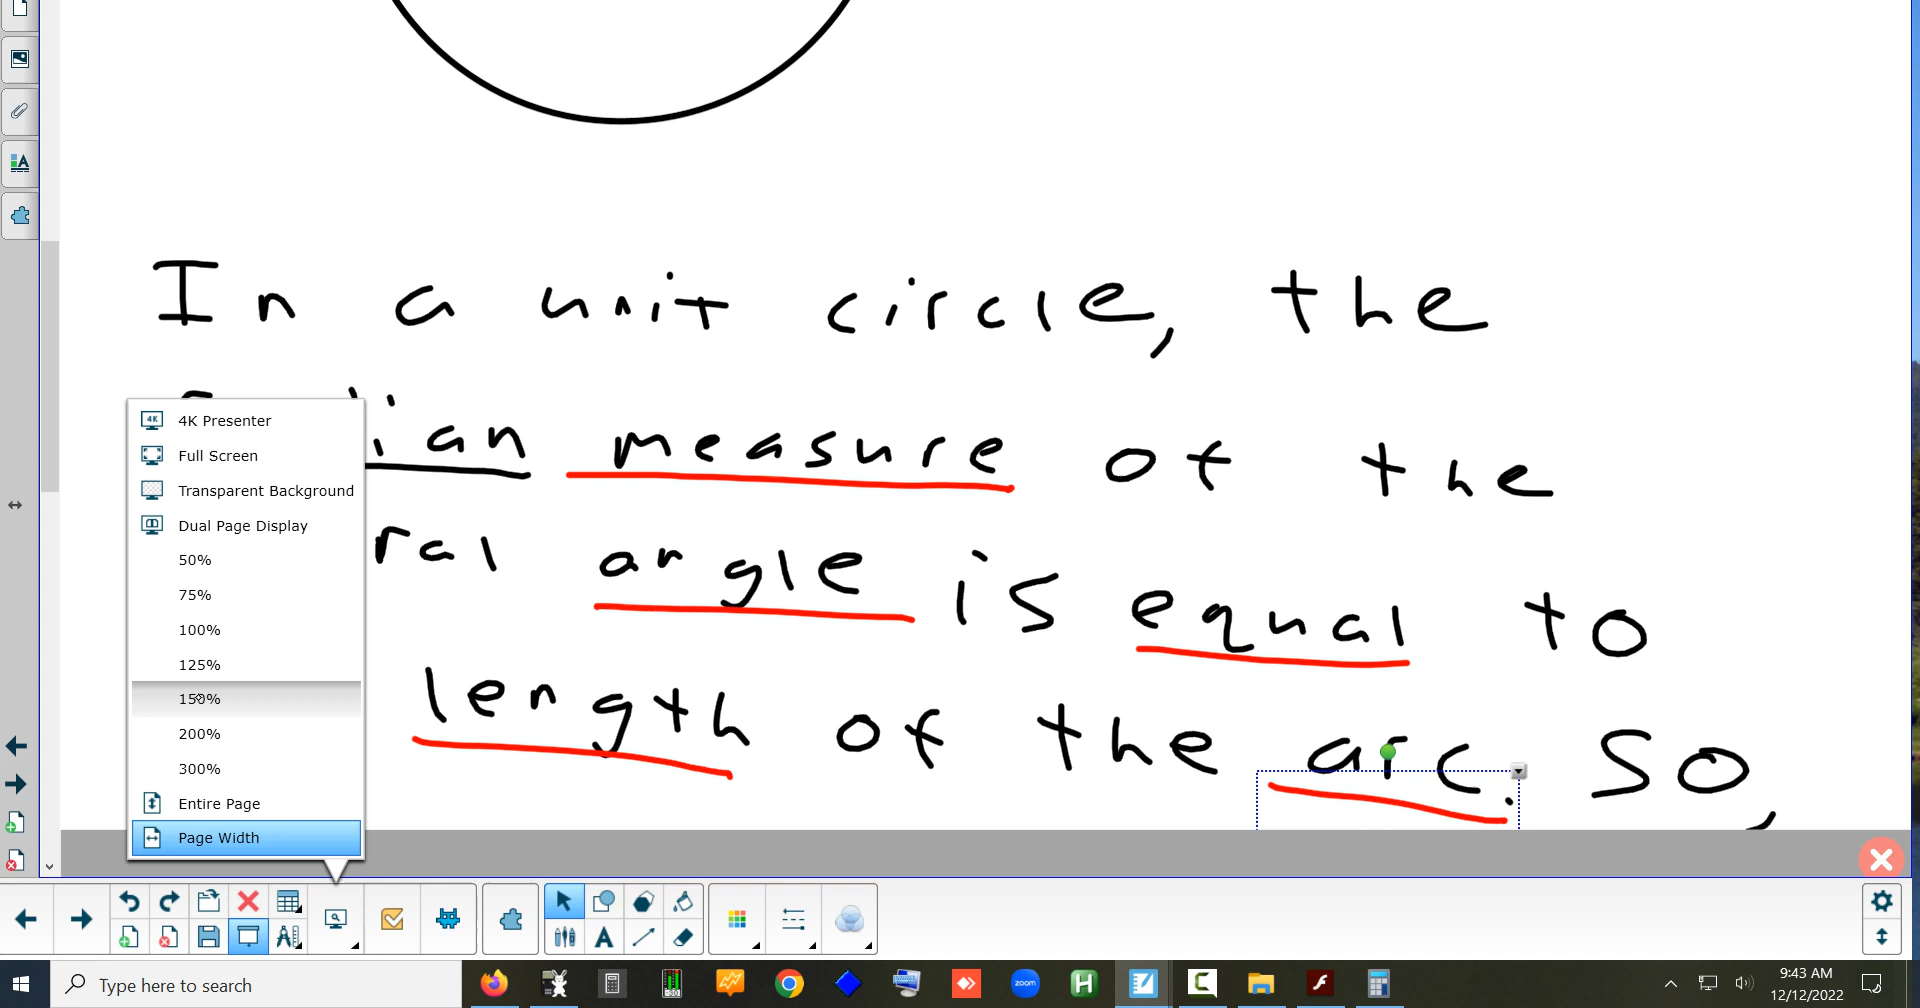 In a unit circle, the
ian measure of the
ral angle is equal to
length of the arc. So,
4K Presenter
Full Screen
Transparent Background
Dual Page Display
50%
75%
100%
125%
150%
200%
300%
Entire Page
Page Width
Type here to search
zoom
9:43 AM
12/12/2022